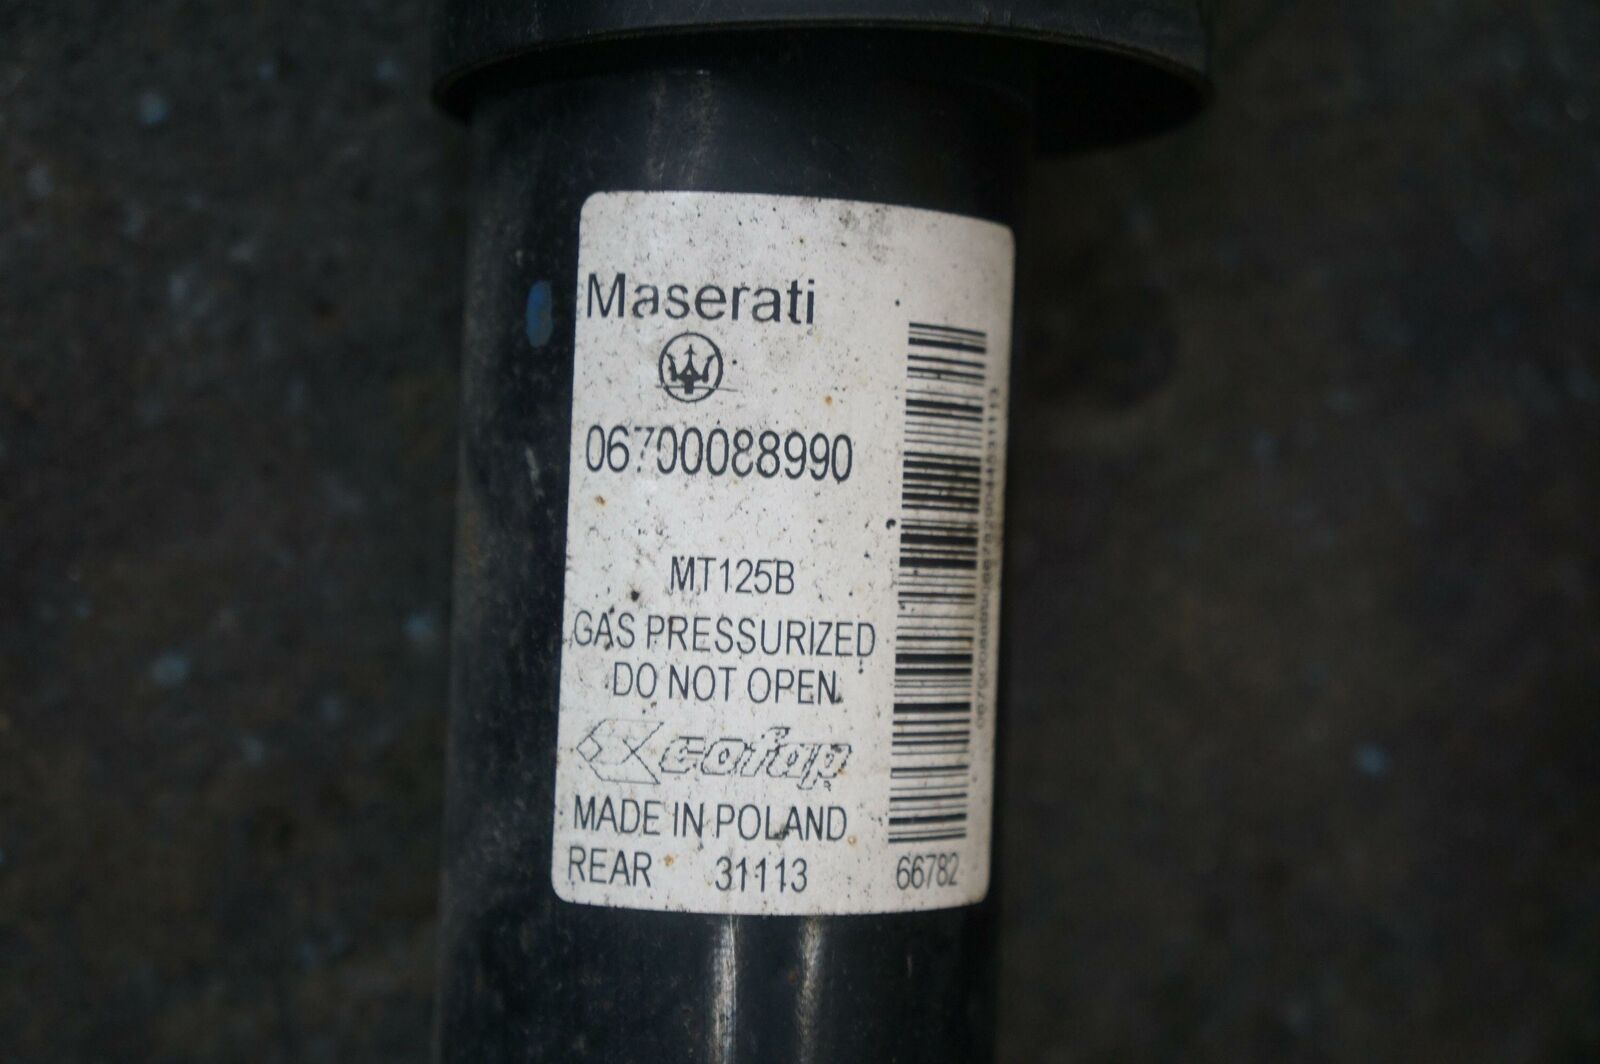 Maserati
06700088990
MT125B
GAS PRESSURIZED
DO NOT OPEN
cofap
MADE IN POLAND
REAR 31113
66782